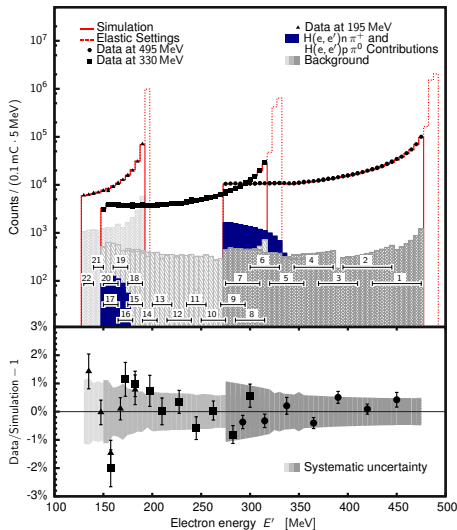 Simulation
Elastic Settings
Data at 495 MeV
Data at 330 MeV
Data at 195 MeV
H(e, e′)n π⁺ and
H(e, e′)p π⁰ Contributions
Background
Counts / (0.1 mC · 5 MeV)
10⁷
10⁶
10⁵
10⁴
10³
10²
3%
21 19 6 4 2
22 20 18 7 5 3 1
17 15 13 11 9
16 14 12 10 8
Data/Simulation − 1
2%
1%
0%
-1%
-2%
-3%
Systematic uncertainty
100 150 200 250 300 350 400 450 500
Electron energy E′ [MeV]